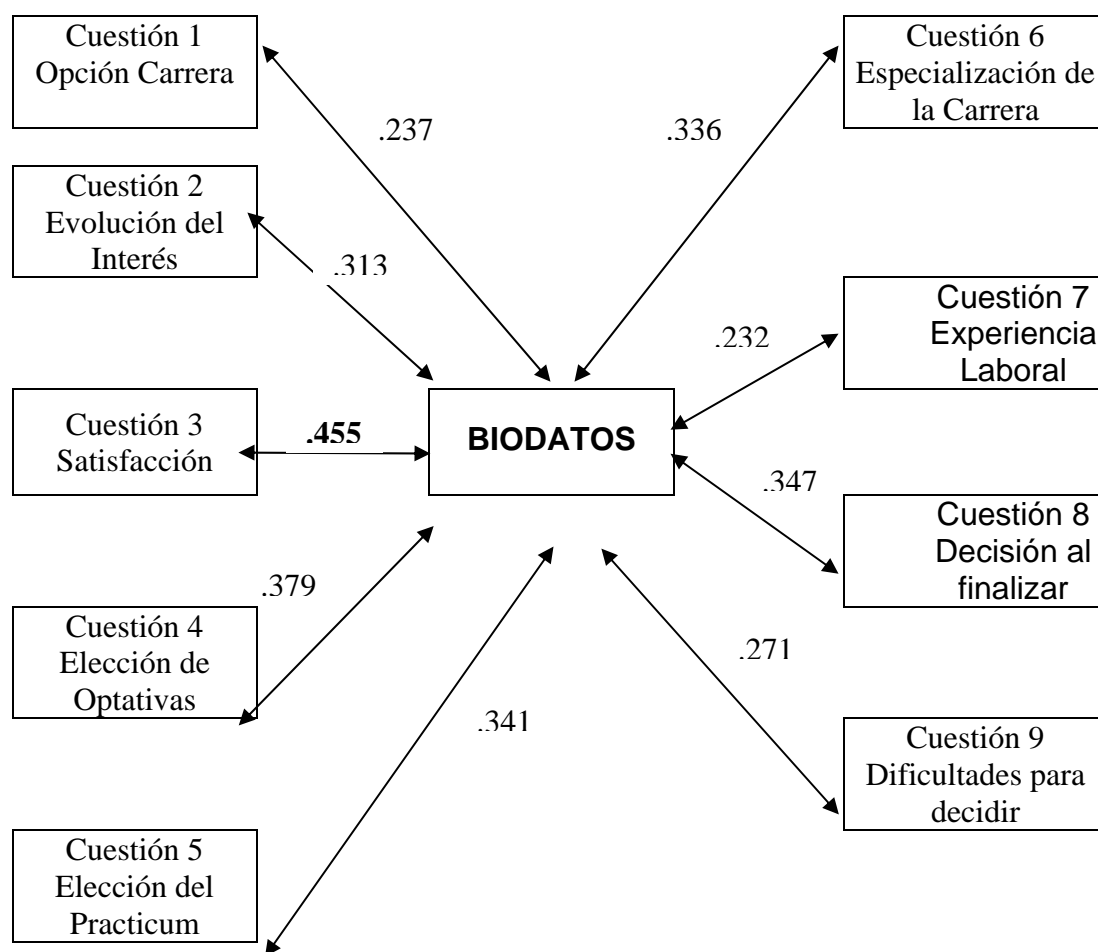 Cuestión 1
Opción Carrera
.237
Cuestión 2
Evolución del
Interés
.313
Cuestión 3
Satisfacción
.455
BIODATOS
Cuestión 4
Elección de
Optativas
.379
Cuestión 5
Elección del
Practicum
.341
Cuestión 6
Especialización de
la Carrera
.336
Cuestión 7
Experiencia
Laboral
.232
Cuestión 8
Decisión al
finalizar
.347
Cuestión 9
Dificultades para
decidir
.271